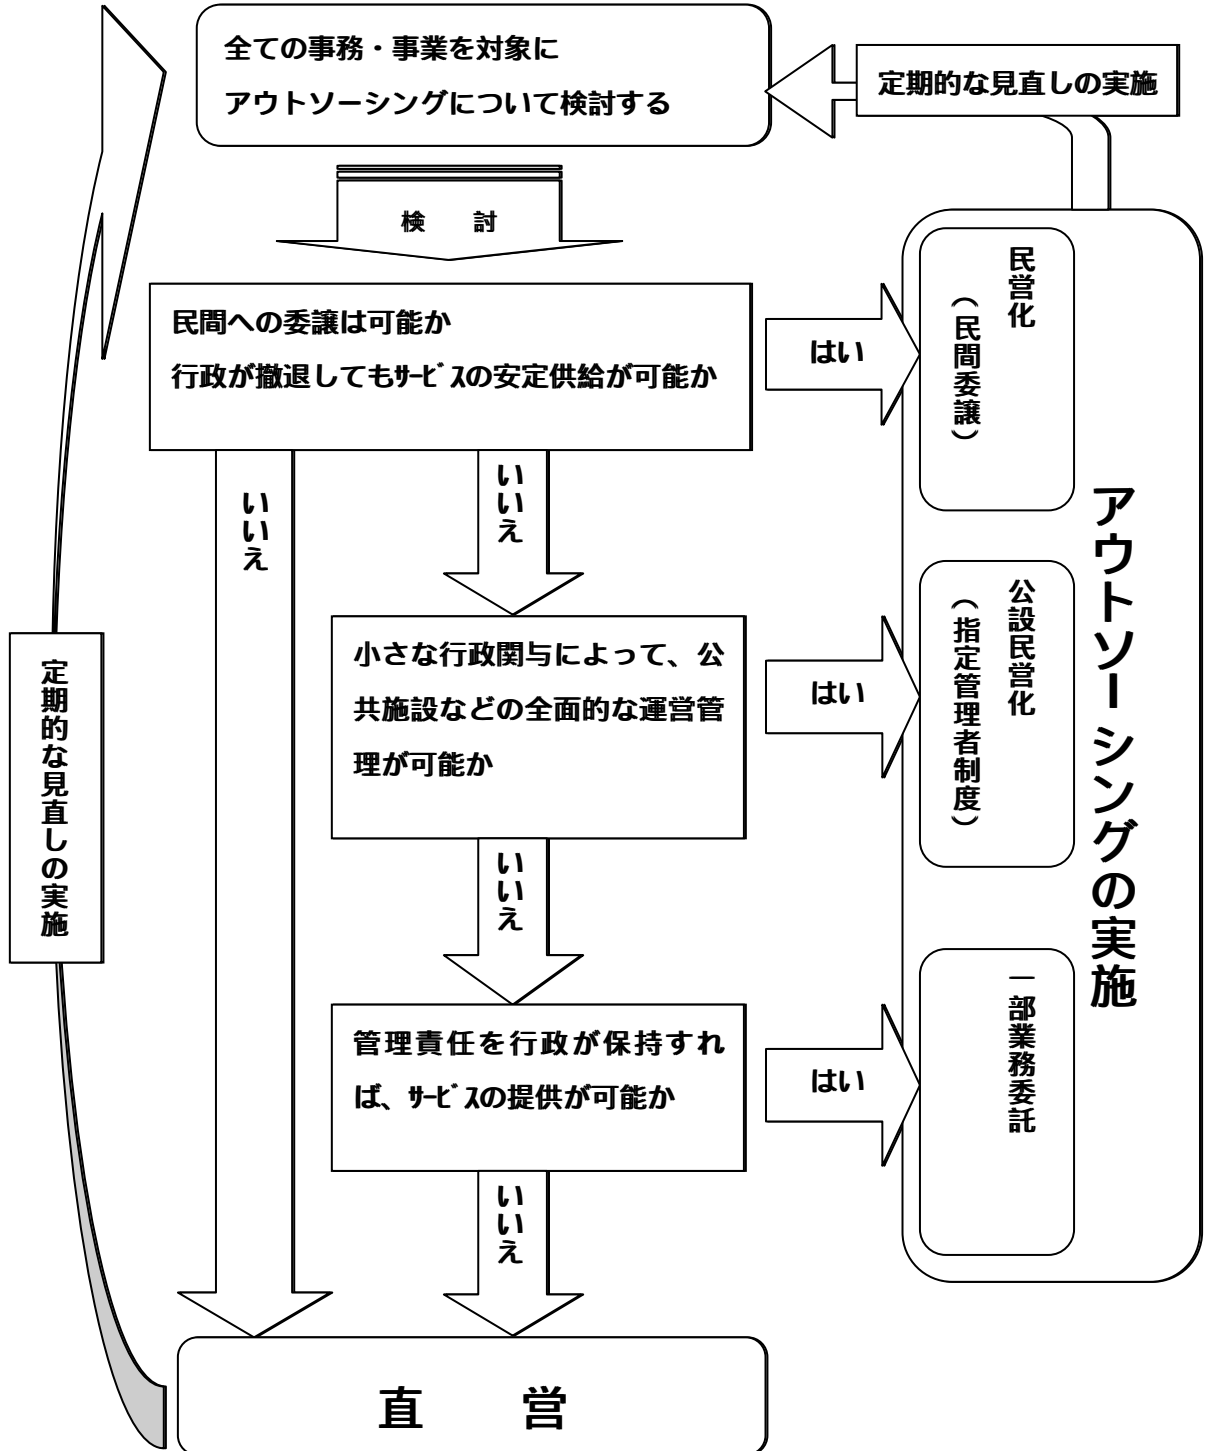 全ての事務・事業を対象に
アウトソーシングについて検討する
定期的な見直しの実施
検　討
民間への委譲は可能か
行政が撤退してもｻｰﾋﾞｽの安定供給が可能か
はい
民営化
（民間委譲）
いいえ
いいえ
小さな行政関与によって、公
共施設などの全面的な運営管
理が可能か
はい
公設民営化
（指定管理者制度）
アウトソーシングの実施
定期的な見直しの実施
いいえ
管理責任を行政が保持すれ
ば、ｻｰﾋﾞｽの提供が可能か
はい
一部業務委託
いいえ
直　営